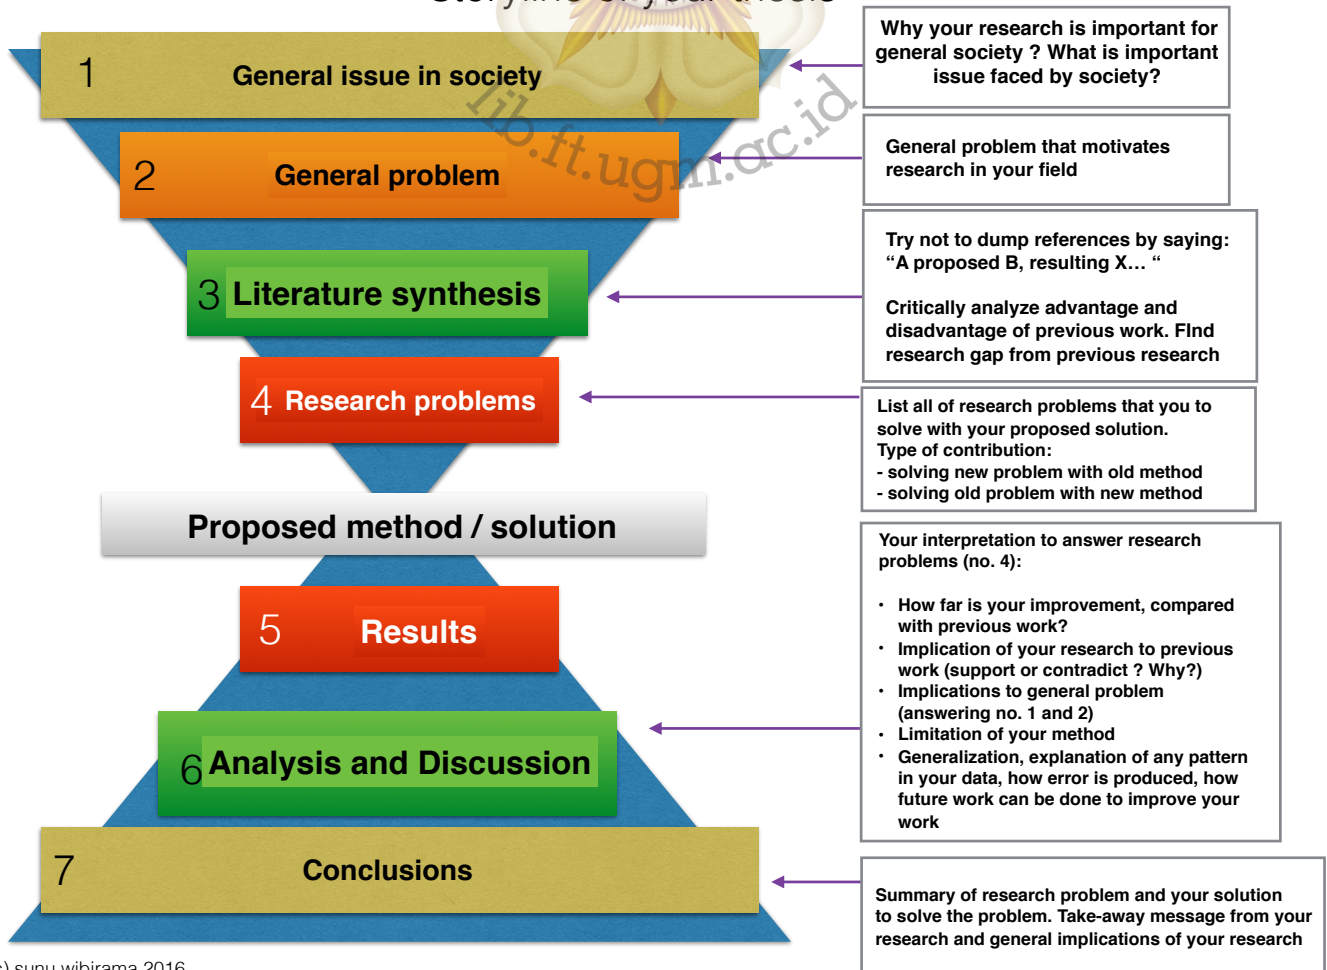 Storyline of your thesis
1
General issue in society
Why your research is important for
general society ? What is important
issue faced by society?
lib.ft.ugm.ac.id
2
General problem
General problem that motivates
research in your field
3 Literature synthesis
Try not to dump references by saying:
“A proposed B, resulting X… “
Critically analyze advantage and
disadvantage of previous work. FInd
research gap from previous research
4 Research problems
List all of research problems that you to
solve with your proposed solution.
Type of contribution:
- solving new problem with old method
- solving old problem with new method
Proposed method / solution
5
Results
6 Analysis and Discussion
Your interpretation to answer research
problems (no. 4):
• How far is your improvement, compared
with previous work?
• Implication of your research to previous
work (support or contradict ? Why?)
• Implications to general problem
(answering no. 1 and 2)
• Limitation of your method
• Generalization, explanation of any pattern
in your data, how error is produced, how
future work can be done to improve your
work
7
Conclusions
Summary of research problem and your solution
to solve the problem. Take-away message from your
research and general implications of your research
c) sunu wibirama 2016